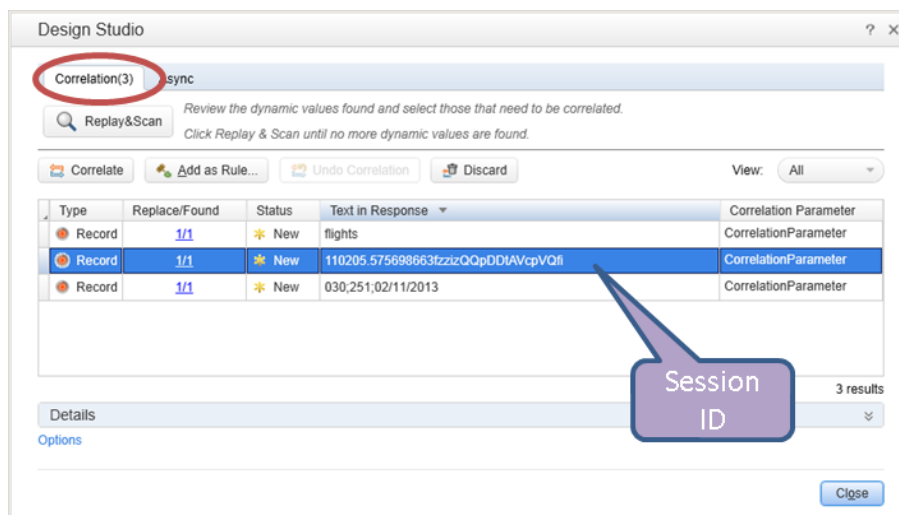 Design Studio ? ×
Correlation(3) Async
Replay&Scan
Review the dynamic values found and select those that need to be correlated.
Click Replay & Scan until no more dynamic values are found.
Correlate Add as Rule... Undo Correlation Discard View: All
Type Replace/Found Status Text in Response Correlation Parameter
Record 1/1 New flights CorrelationParameter
Record 1/1 New 110205.575698663fzzizQQpDDtAVcpVQfi CorrelationParameter
Record 1/1 New 030;251;02/11/2013 CorrelationParameter
Session
ID
3 results
Details
Options
Close